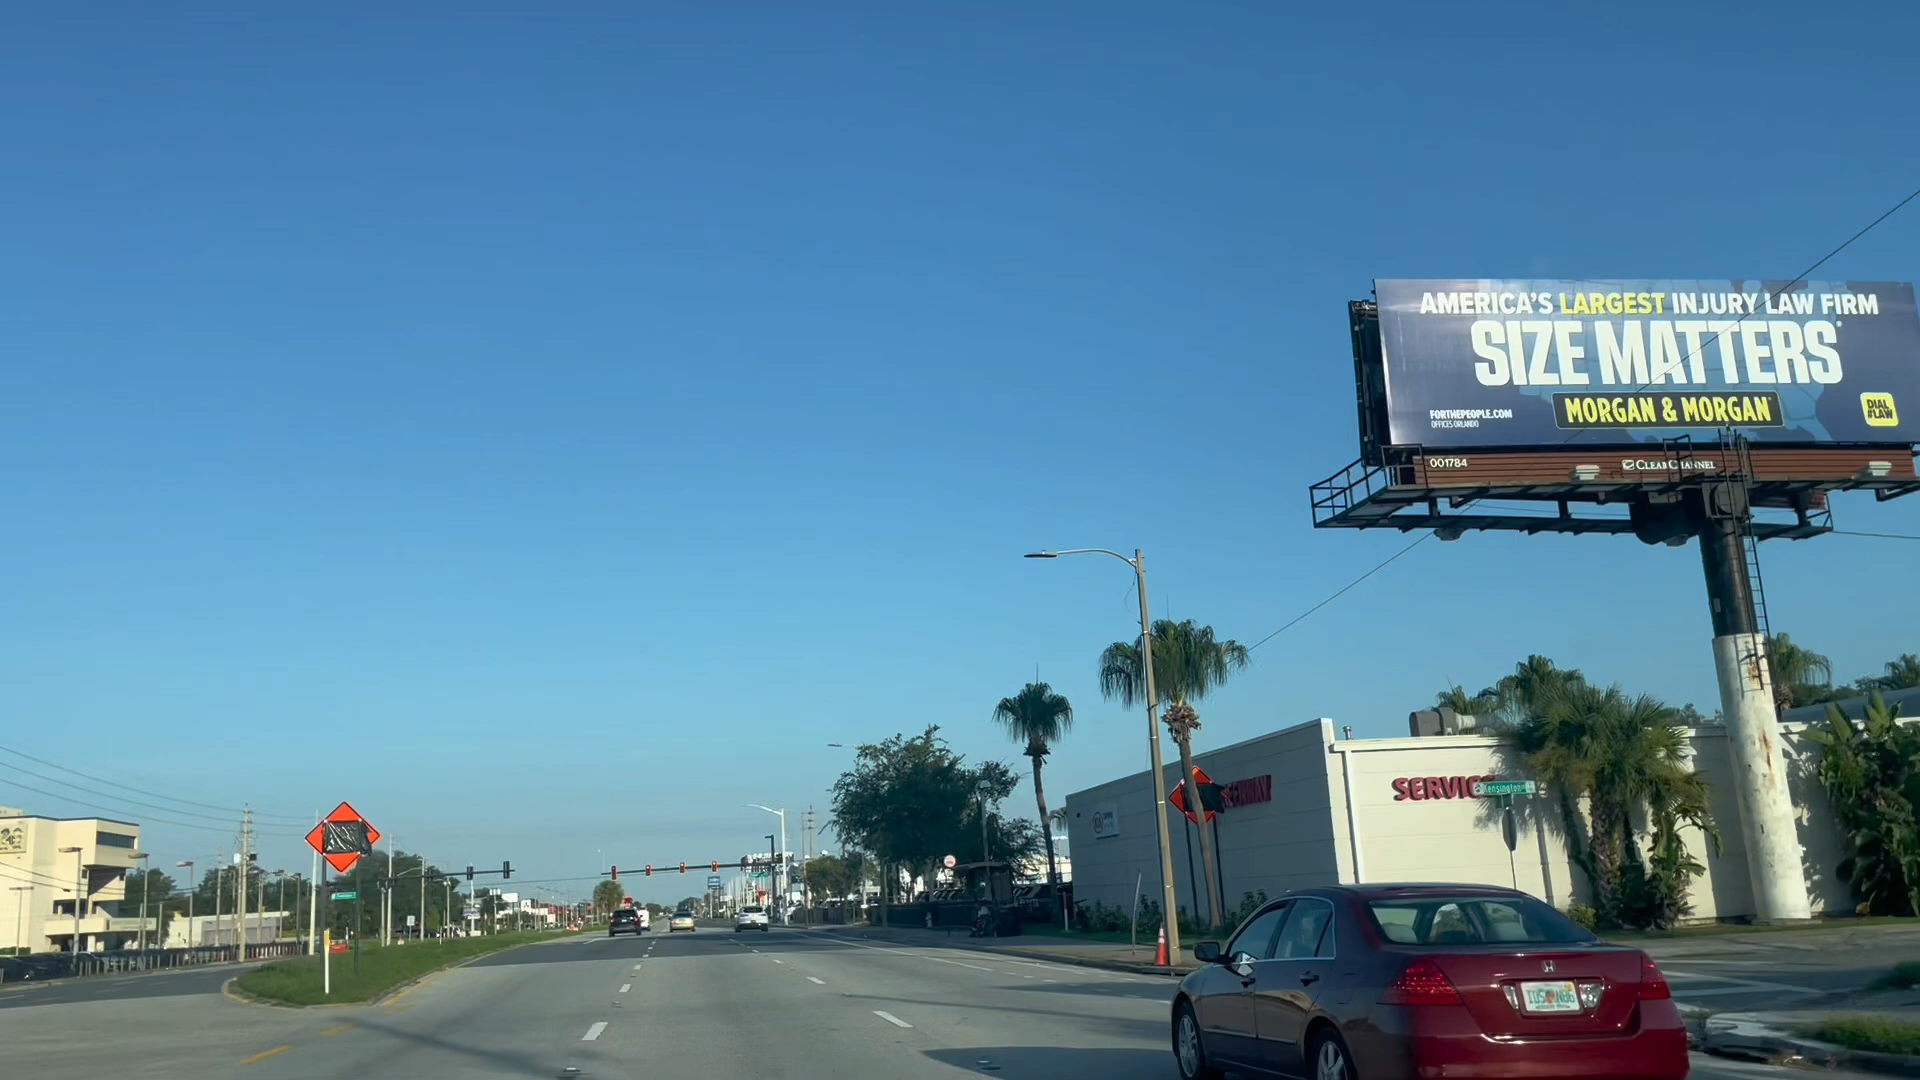 AMERICA'S LARGEST INJURY LAW FIRM
SIZE MATTERS
MORGAN & MORGAN
FORTHEPEOPLE.COM
OFFICES ORLANDO
DIAL
#LAW
001784
CLEAR CHANNEL
SERVIC
Kensington